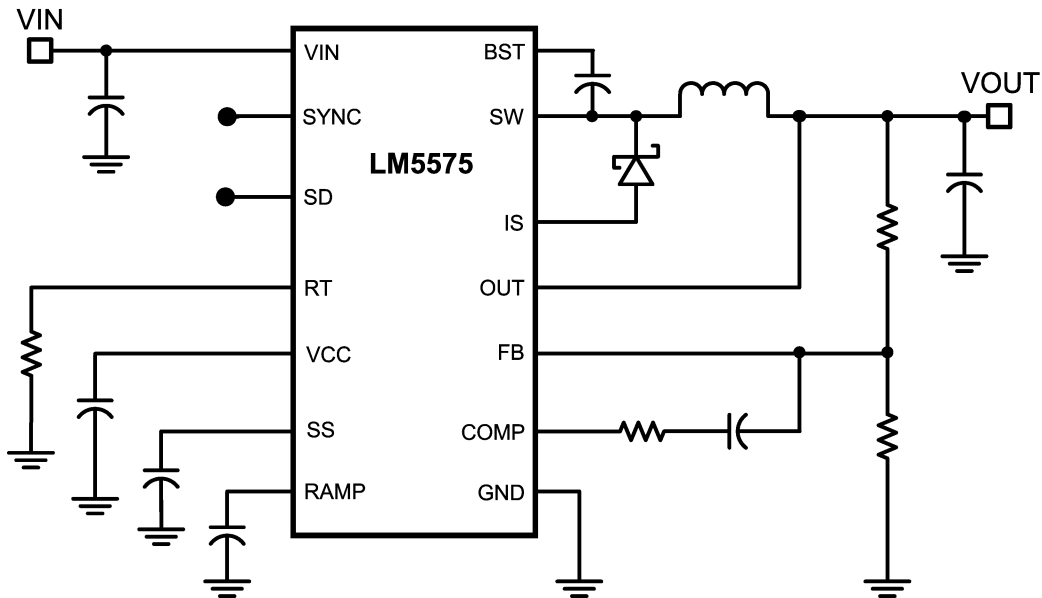 VIN
VOUT
LM5575
VIN
SYNC
SD
RT
VCC
SS
RAMP
BST
SW
IS
OUT
FB
COMP
GND